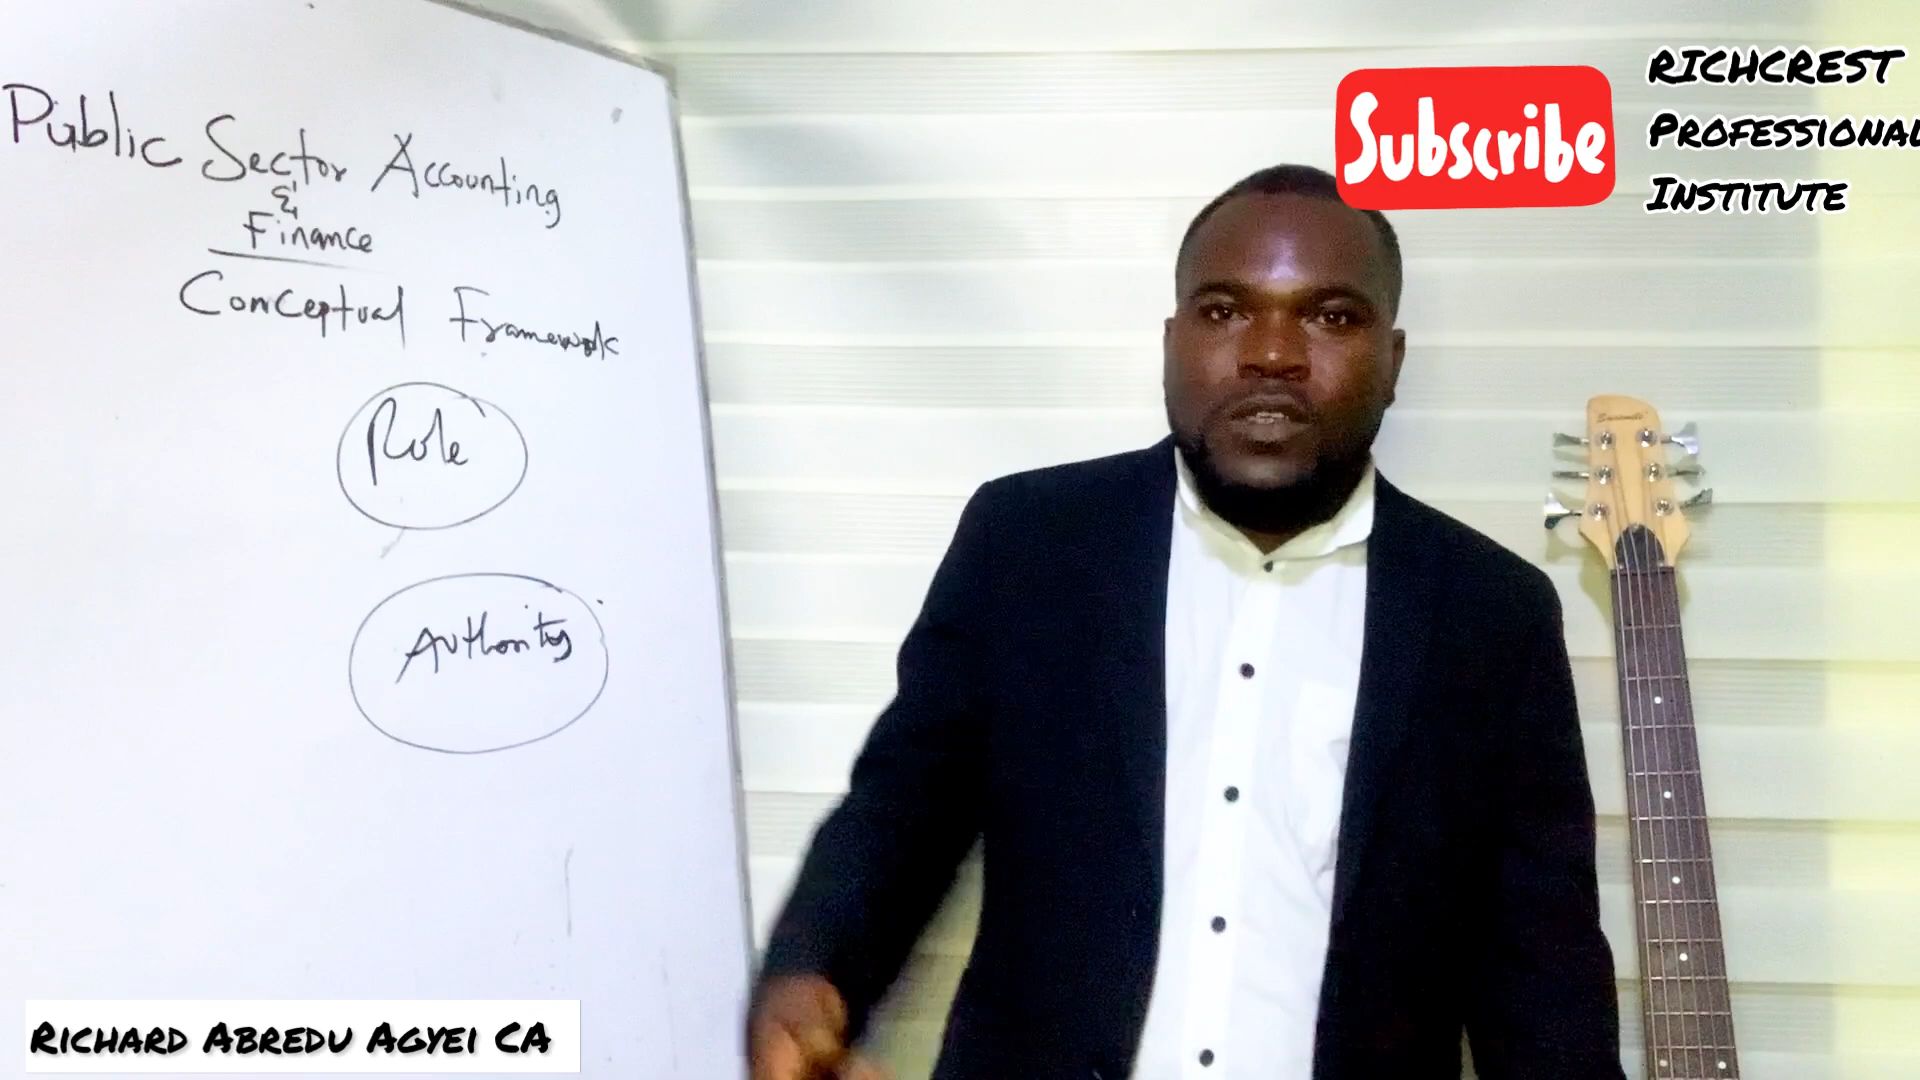 Public Sector Accounting
&
Finance
Conceptual Framework
Role
Authority
Subscribe
RICHCREST
PROFESSIONAL
INSTITUTE
RICHARD ABREDU AGYEI CA